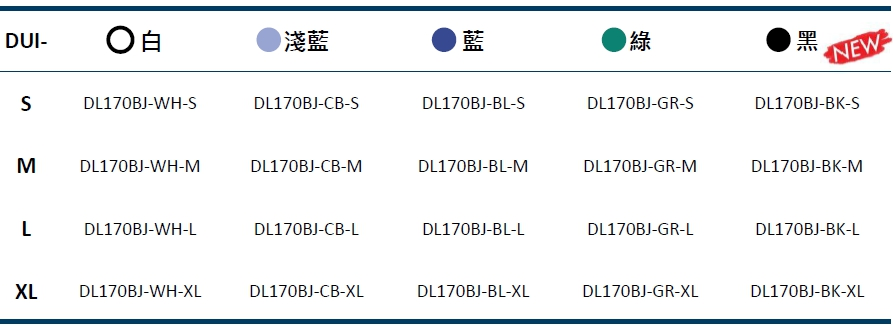 DUI- 白 淺藍 藍 綠 黑 NEW
S DL170BJ-WH-S DL170BJ-CB-S DL170BJ-BL-S DL170BJ-GR-S DL170BJ-BK-S
M DL170BJ-WH-M DL170BJ-CB-M DL170BJ-BL-M DL170BJ-GR-M DL170BJ-BK-M
L DL170BJ-WH-L DL170BJ-CB-L DL170BJ-BL-L DL170BJ-GR-L DL170BJ-BK-L
XL DL170BJ-WH-XL DL170BJ-CB-XL DL170BJ-BL-XL DL170BJ-GR-XL DL170BJ-BK-XL